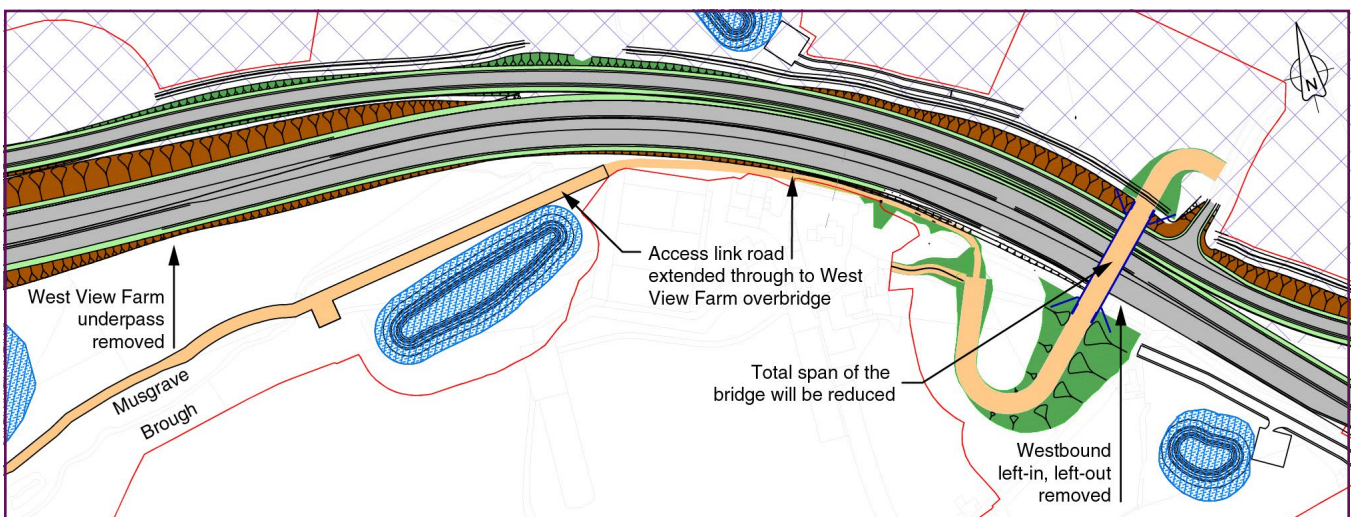 N
West View Farm
underpass
removed
Musgrave
Brough
Access link road
extended through to West
View Farm overbridge
Total span of the
bridge will be reduced
Westbound
left-in, left-out
removed